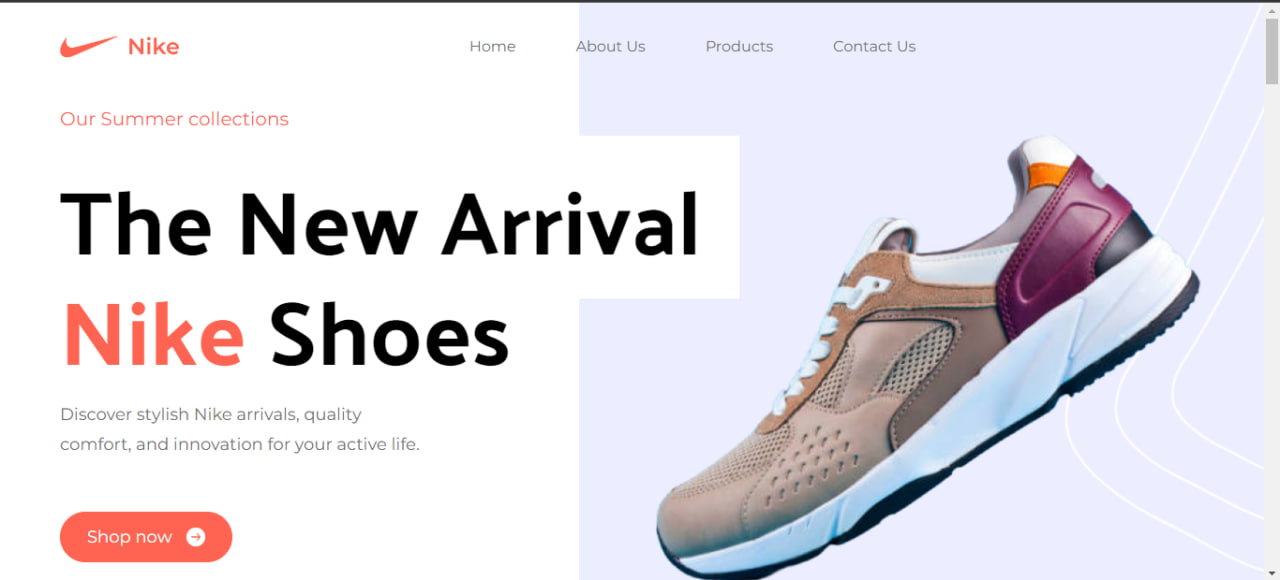 Nike
Home About Us Products Contact Us
Our Summer collections
The New Arrival
Nike Shoes
Discover stylish Nike arrivals, quality
comfort, and innovation for your active life.
Shop now